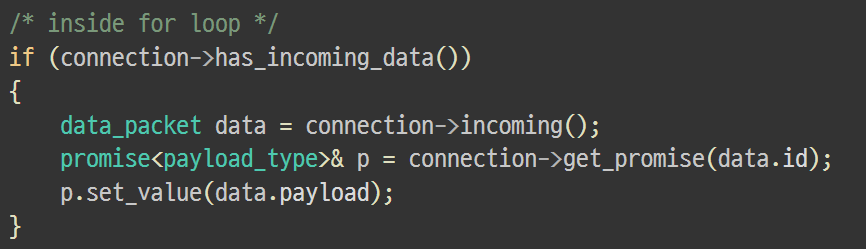 /* inside for loop */
if (connection->has_incoming_data())
{
    data_packet data = connection->incoming();
    promise<payload_type>& p = connection->get_promise(data.id);
    p.set_value(data.payload);
}